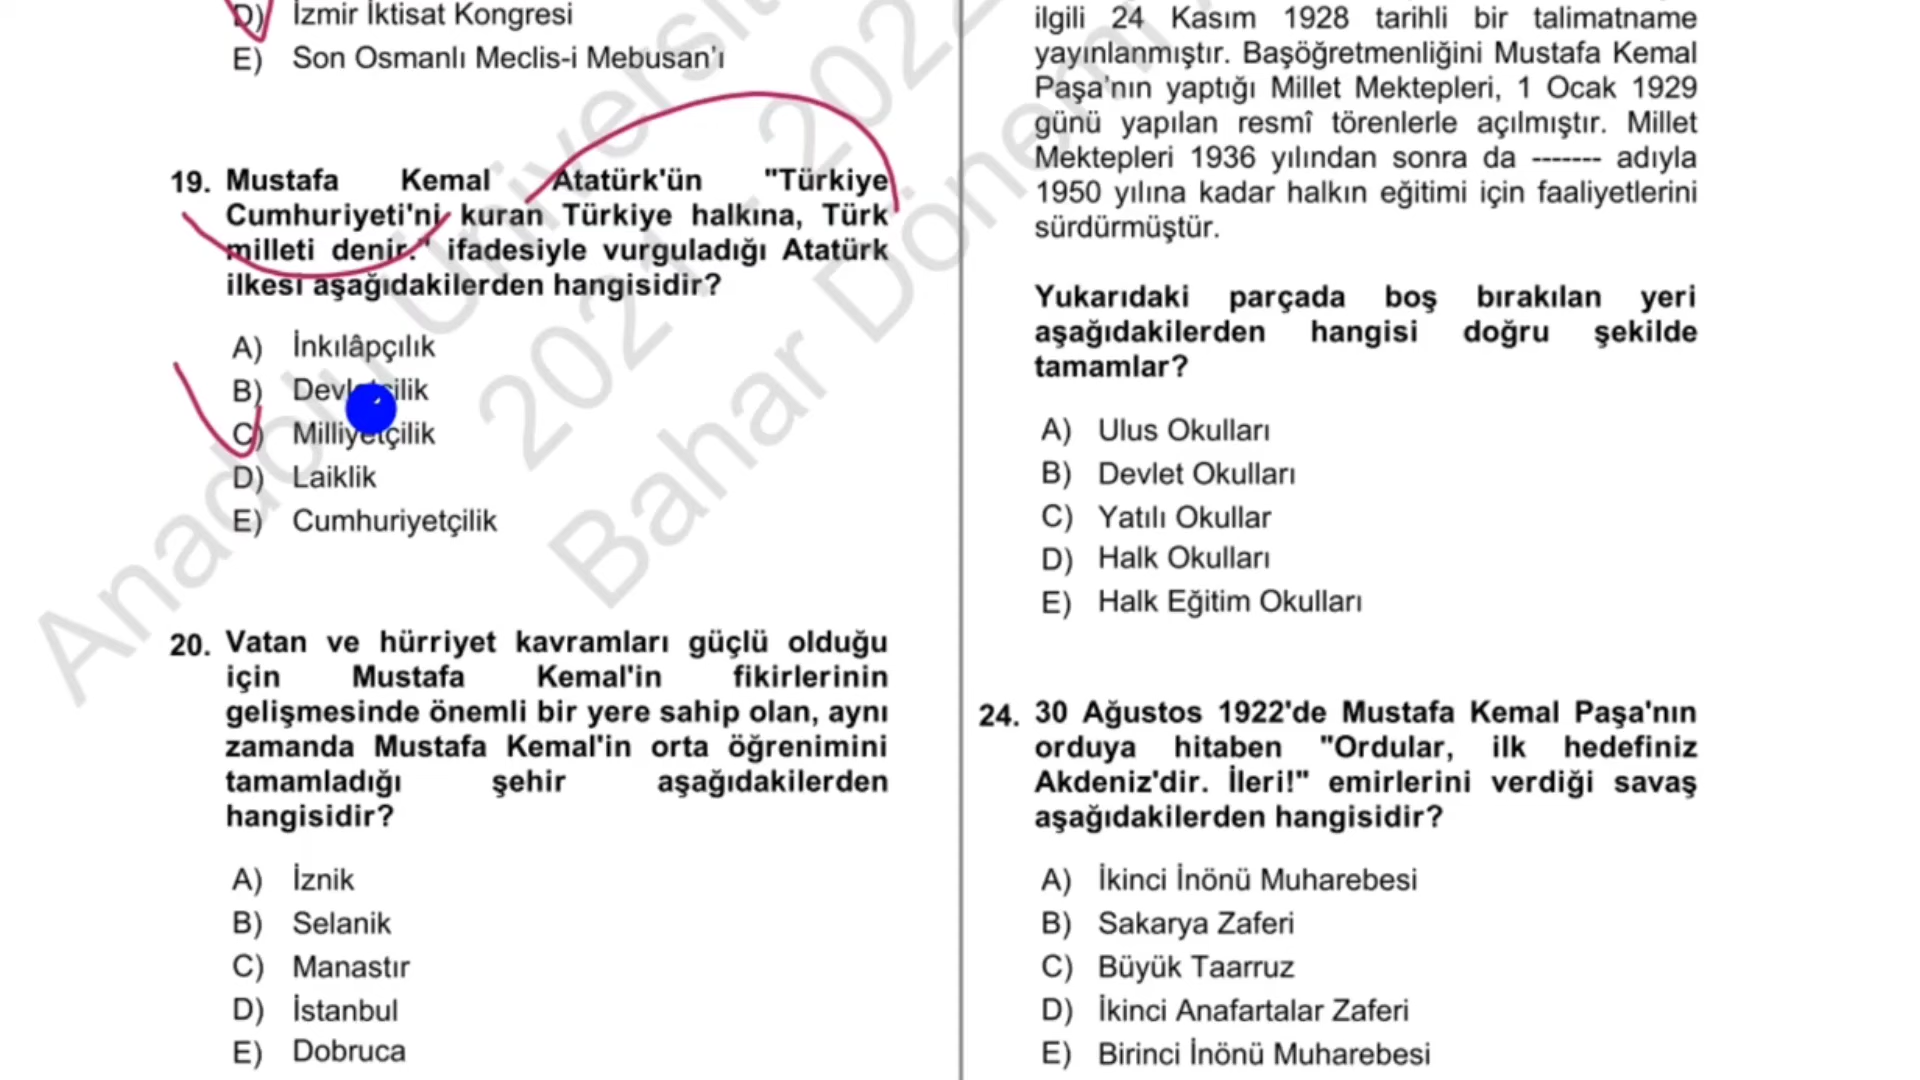 D) İzmir İktisat Kongresi
E) Son Osmanlı Meclis-i Mebusan'ı
19. Mustafa Kemal Atatürk'ün "Türkiye
Cumhuriyeti'ni kuran Türkiye halkına, Türk
milleti denir." ifadesiyle vurguladığı Atatürk
ilkesi aşağıdakilerden hangisidir?
A) İnkılâpçılık
B) Devletçilik
C) Milliyetçilik
D) Laiklik
E) Cumhuriyetçilik
20. Vatan ve hürriyet kavramları güçlü olduğu
için Mustafa Kemal'in fikirlerinin
gelişmesinde önemli bir yere sahip olan, aynı
zamanda Mustafa Kemal'in orta öğrenimini
tamamladığı şehir aşağıdakilerden
hangisidir?
A) İznik
B) Selanik
C) Manastır
D) İstanbul
E) Dobruca
ilgili 24 Kasım 1928 tarihli bir talimatname
yayınlanmıştır. Başöğretmenliğini Mustafa Kemal
Paşa'nın yaptığı Millet Mektepleri, 1 Ocak 1929
günü yapılan resmî törenlerle açılmıştır. Millet
Mektepleri 1936 yılından sonra da ------- adıyla
1950 yılına kadar halkın eğitimi için faaliyetlerini
sürdürmüştür.
Yukarıdaki parçada boş bırakılan yeri
aşağıdakilerden hangisi doğru şekilde
tamamlar?
A) Ulus Okulları
B) Devlet Okulları
C) Yatılı Okullar
D) Halk Okulları
E) Halk Eğitim Okulları
24. 30 Ağustos 1922'de Mustafa Kemal Paşa'nın
orduya hitaben "Ordular, ilk hedefiniz
Akdeniz'dir. İleri!" emirlerini verdiği savaş
aşağıdakilerden hangisidir?
A) İkinci İnönü Muharebesi
B) Sakarya Zaferi
C) Büyük Taarruz
D) İkinci Anafartalar Zaferi
E) Birinci İnönü Muharebesi
Anadolu
2021 - 2022
Bahar Dönem